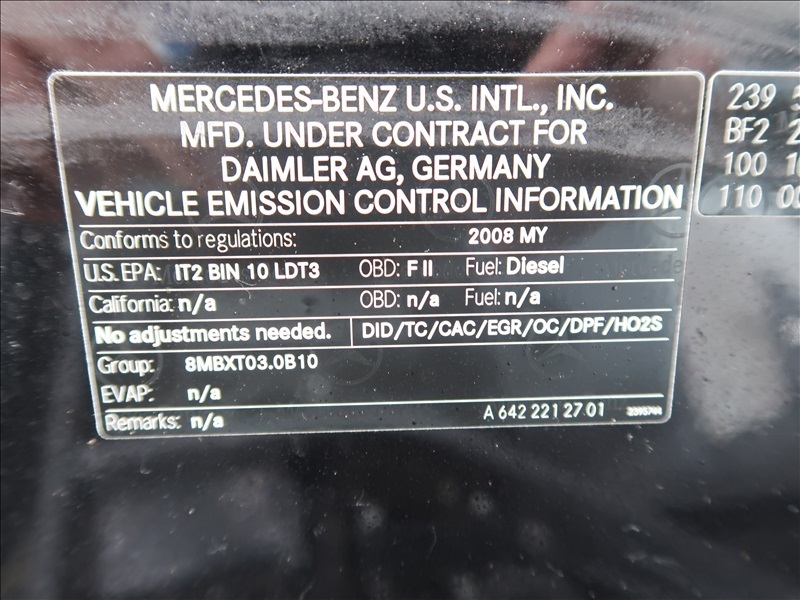 MERCEDES-BENZ U.S. INTL., INC.
MFD. UNDER CONTRACT FOR
DAIMLER AG, GERMANY
VEHICLE EMISSION CONTROL INFORMATION
Conforms to regulations: 2008 MY
U.S. EPA: IT2 BIN 10 LDT3 OBD: F II Fuel: Diesel
California: n/a OBD: n/a Fuel: n/a
No adjustments needed. DID/TC/CAC/EGR/OC/DPF/HO2S
Group: 8MBXT03.0B10
EVAP: n/a
Remarks: n/a A 642 221 27 01
239 5
BF2 2
100
110